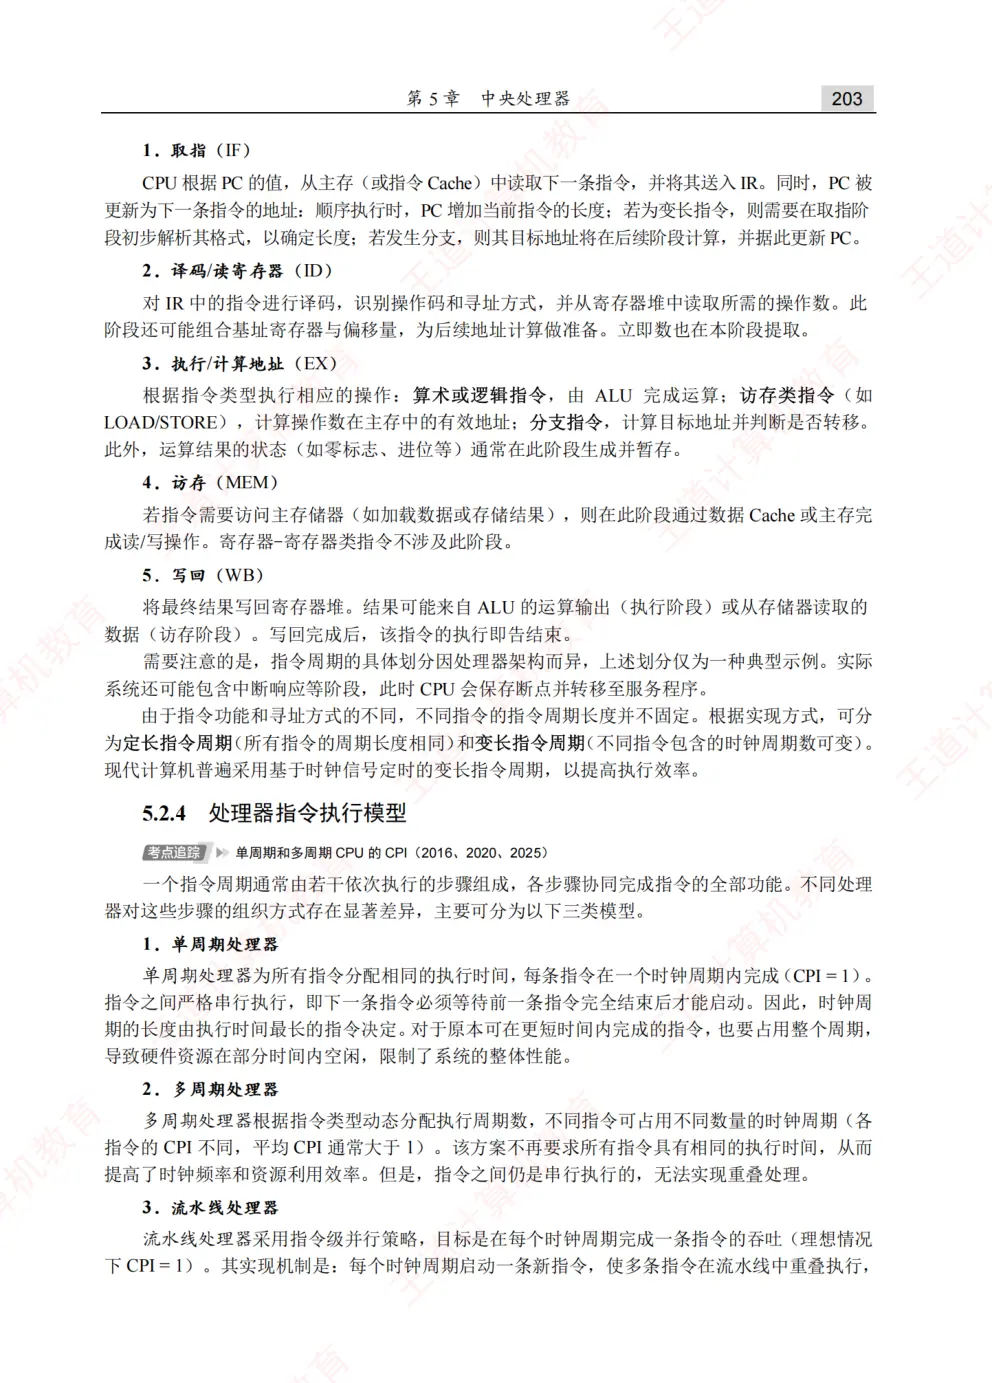 第 5 章 中央处理器 203
1．取指（IF）
CPU 根据 PC 的值，从主存（或指令 Cache）中读取下一条指令，并将其送入 IR。同时，PC 被
更新为下一条指令的地址：顺序执行时，PC 增加当前指令的长度；若为变长指令，则需要在取指阶
段初步解析其格式，以确定长度；若发生分支，则其目标地址将在后续阶段计算，并据此更新 PC。
2．译码/读寄存器（ID）
对 IR 中的指令进行译码，识别操作码和寻址方式，并从寄存器堆中读取所需的操作数。此
阶段还可能组合基址寄存器与偏移量，为后续地址计算做准备。立即数也在本阶段提取。
3．执行/计算地址（EX）
根据指令类型执行相应的操作：算术或逻辑指令，由 ALU 完成运算；访存类指令（如
LOAD/STORE），计算操作数在主存中的有效地址；分支指令，计算目标地址并判断是否转移。
此外，运算结果的状态（如零标志、进位等）通常在此阶段生成并暂存。
4．访存（MEM）
若指令需要访问主存储器（如加载数据或存储结果），则在此阶段通过数据 Cache 或主存完
成读/写操作。寄存器-寄存器类指令不涉及此阶段。
5．写回（WB）
将最终结果写回寄存器堆。结果可能来自 ALU 的运算输出（执行阶段）或从存储器读取的
数据（访存阶段）。写回完成后，该指令的执行即告结束。
需要注意的是，指令周期的具体划分因处理器架构而异，上述划分仅为一种典型示例。实际
系统还可能包含中断响应等阶段，此时 CPU 会保存断点并转移至服务程序。
由于指令功能和寻址方式的不同，不同指令的指令周期长度并不固定。根据实现方式，可分
为定长指令周期（所有指令的周期长度相同）和变长指令周期（不同指令包含的时钟周期数可变）。
现代计算机普遍采用基于时钟信号定时的变长指令周期，以提高执行效率。
5.2.4 处理器指令执行模型
考点追踪 单周期和多周期 CPU 的 CPI（2016、2020、2025）
一个指令周期通常由若干依次执行的步骤组成，各步骤协同完成指令的全部功能。不同处理
器对这些步骤的组织方式存在显著差异，主要可分为以下三类模型。
1．单周期处理器
单周期处理器为所有指令分配相同的执行时间，每条指令在一个时钟周期内完成（CPI = 1）。
指令之间严格串行执行，即下一条指令必须等待前一条指令完全结束后才能启动。因此，时钟周
期的长度由执行时间最长的指令决定。对于原本可在更短时间内完成的指令，也要占用整个周期，
导致硬件资源在部分时间内空闲，限制了系统的整体性能。
2．多周期处理器
多周期处理器根据指令类型动态分配执行周期数，不同指令可占用不同数量的时钟周期（各
指令的 CPI 不同，平均 CPI 通常大于 1）。该方案不再要求所有指令具有相同的执行时间，从而
提高了时钟频率和资源利用效率。但是，指令之间仍是串行执行的，无法实现重叠处理。
3．流水线处理器
流水线处理器采用指令级并行策略，目标是在每个时钟周期完成一条指令的吞吐（理想情况
下 CPI = 1）。其实现机制是：每个时钟周期启动一条新指令，使多条指令在流水线中重叠执行，
王道计算机教育